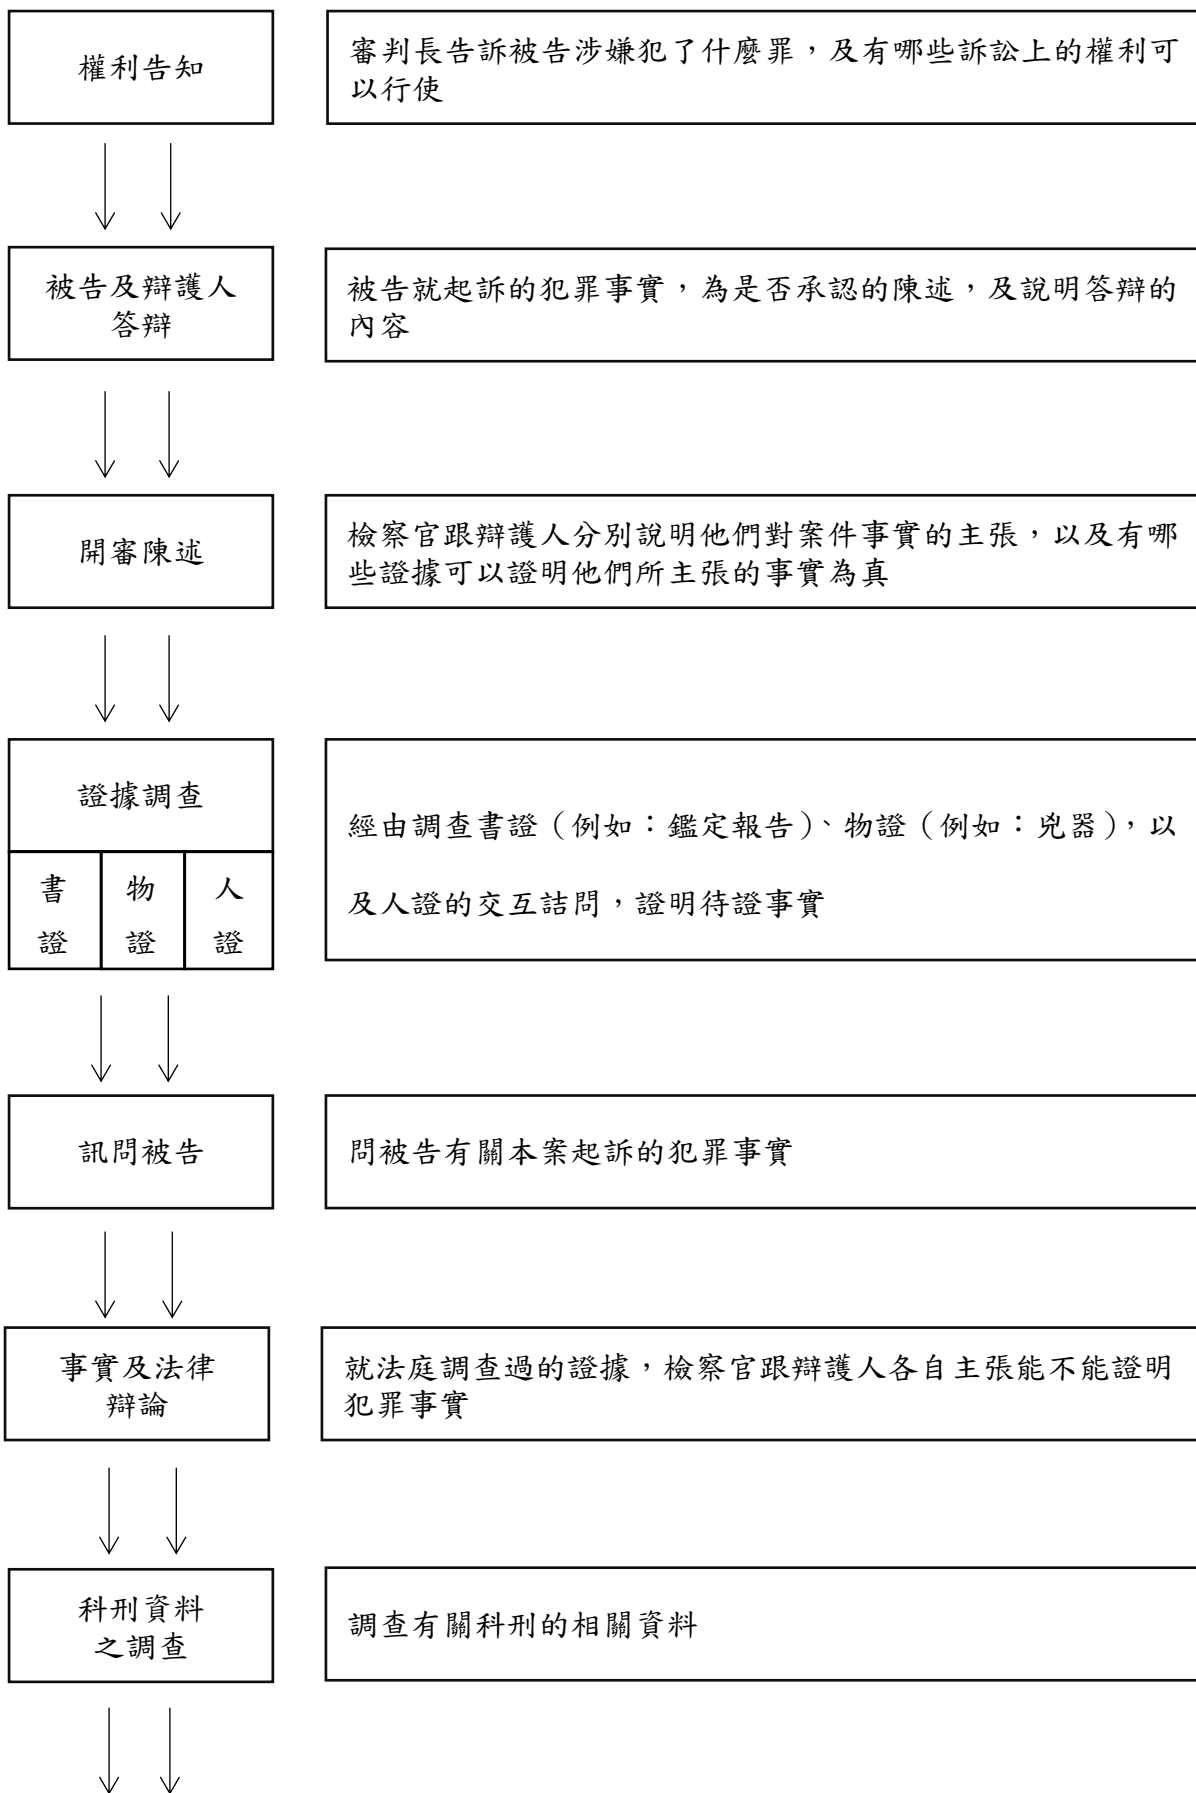 權利告知
審判長告訴被告涉嫌犯了什麼罪，及有哪些訴訟上的權利可
以行使
被告及辯護人
答辯
被告就起訴的犯罪事實，為是否承認的陳述，及說明答辯的
內容
開審陳述
檢察官跟辯護人分別說明他們對案件事實的主張，以及有哪
些證據可以證明他們所主張的事實為真
證據調查
書證
物證
人證
經由調查書證（例如：鑑定報告）、物證（例如：兇器），以
及人證的交互詰問，證明待證事實
訊問被告
問被告有關本案起訴的犯罪事實
事實及法律
辯論
就法庭調查過的證據，檢察官跟辯護人各自主張能不能證明
犯罪事實
科刑資料
之調查
調查有關科刑的相關資料